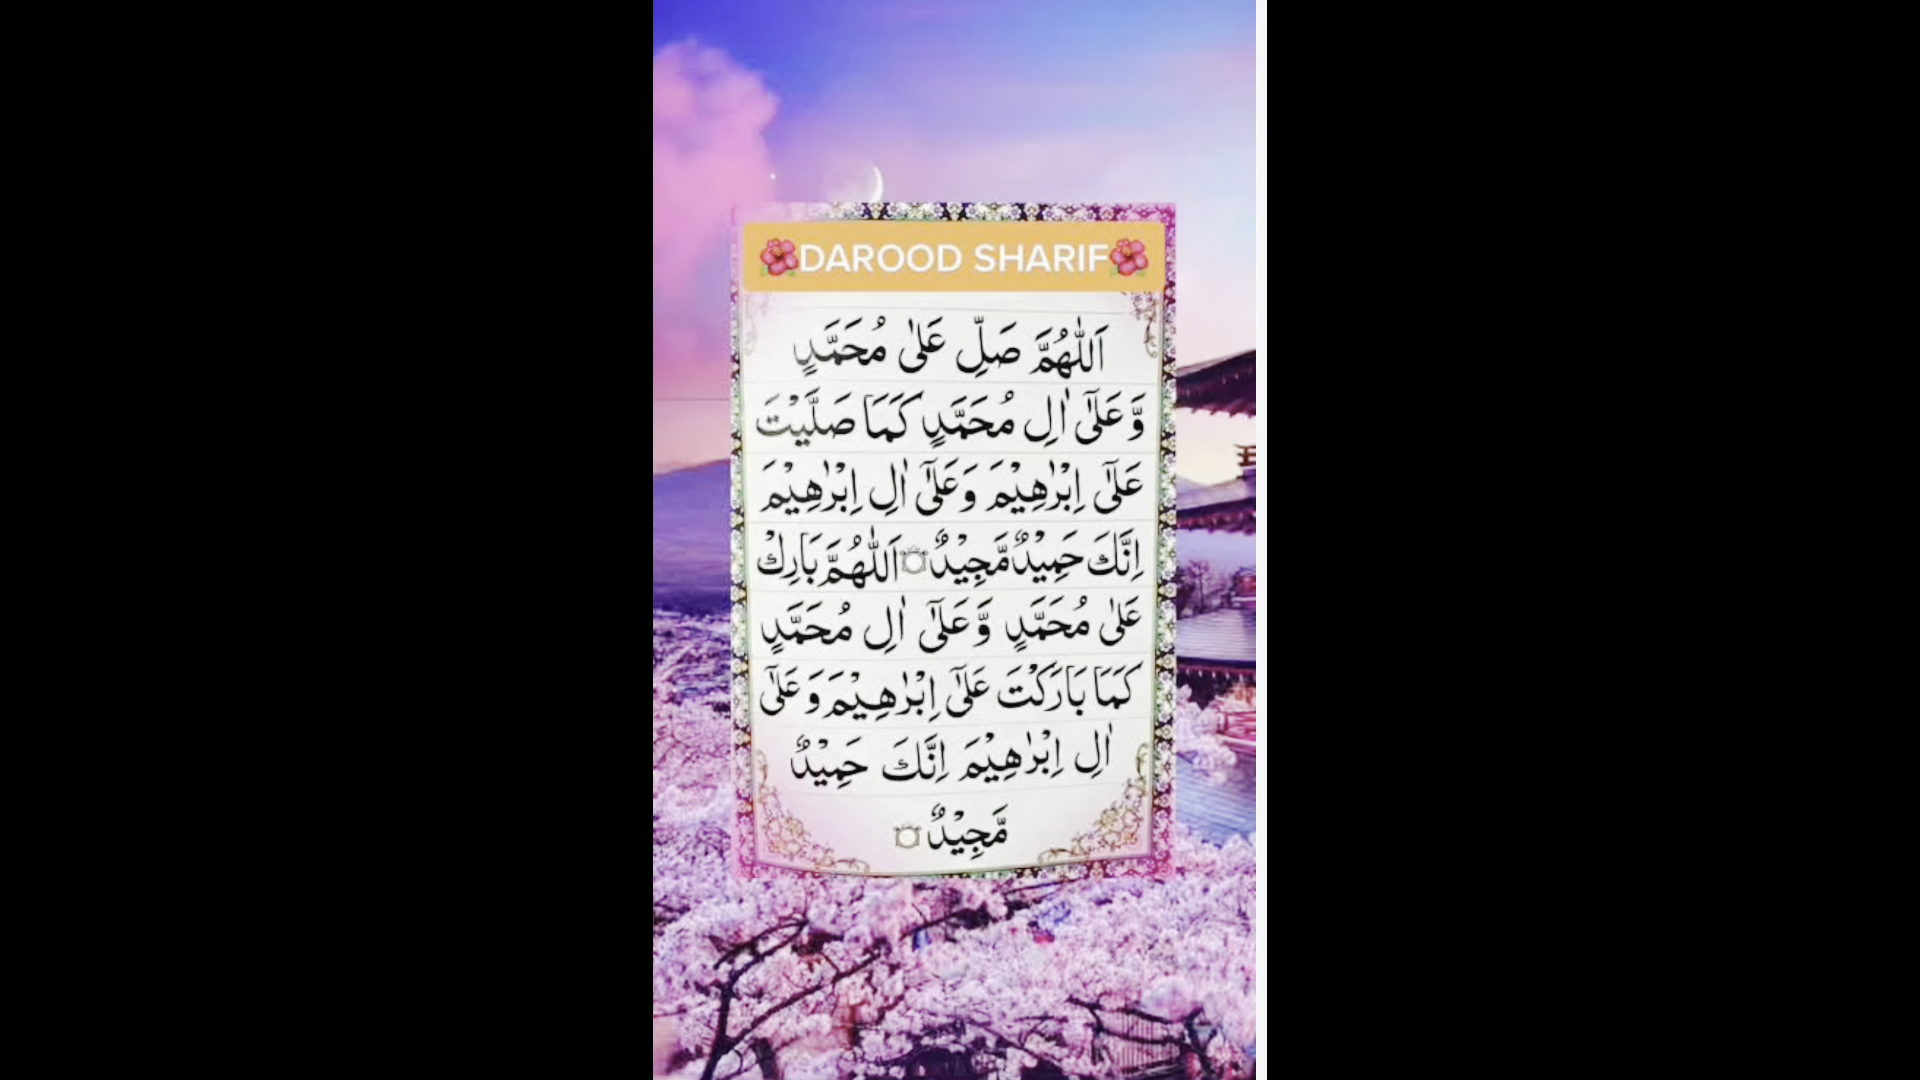 🌺DAROOD SHARIF🌺
اَللّٰهُمَّ صَلِّ عَلٰی مُحَمَّدٍ
وَّعَلٰۤی اٰلِ مُحَمَّدٍ كَمَا صَلَّيْتَ
عَلٰۤی اِبْرٰهِيْمَ وَعَلٰۤی اٰلِ اِبْرٰهِيْمَ
اِنَّكَ حَمِيْدٌ مَّجِيْدٌ ۝ اَللّٰهُمَّ بَارِكْ
عَلٰی مُحَمَّدٍ وَّعَلٰۤی اٰلِ مُحَمَّدٍ
كَمَا بَارَكْتَ عَلٰۤی اِبْرٰهِيْمَ وَعَلٰۤی
اٰلِ اِبْرٰهِيْمَ اِنَّكَ حَمِيْدٌ
مَّجِيْدٌ ۝